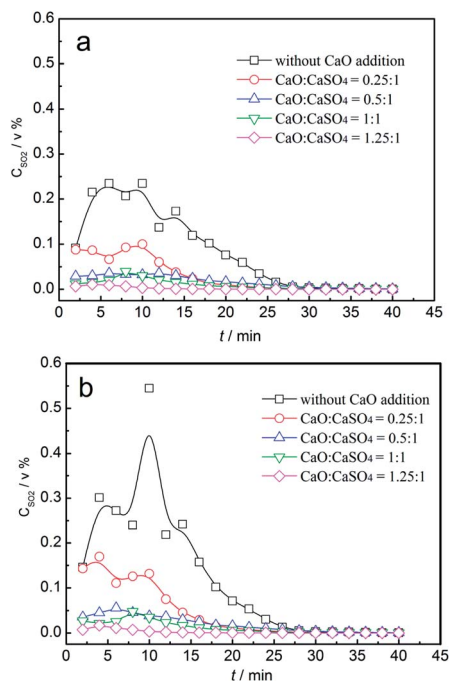 a
without CaO addition
CaO:CaSO4 = 0.25:1
CaO:CaSO4 = 0.5:1
CaO:CaSO4 = 1:1
CaO:CaSO4 = 1.25:1
C SO2 / v %
0.6
0.5
0.4
0.3
0.2
0.1
0.0
0 5 10 15 20 25 30 35 40 45
t / min
b
without CaO addition
CaO:CaSO4 = 0.25:1
CaO:CaSO4 = 0.5:1
CaO:CaSO4 = 1:1
CaO:CaSO4 = 1.25:1
C SO2 / v %
0.6
0.5
0.4
0.3
0.2
0.1
0.0
0 5 10 15 20 25 30 35 40 45
t / min